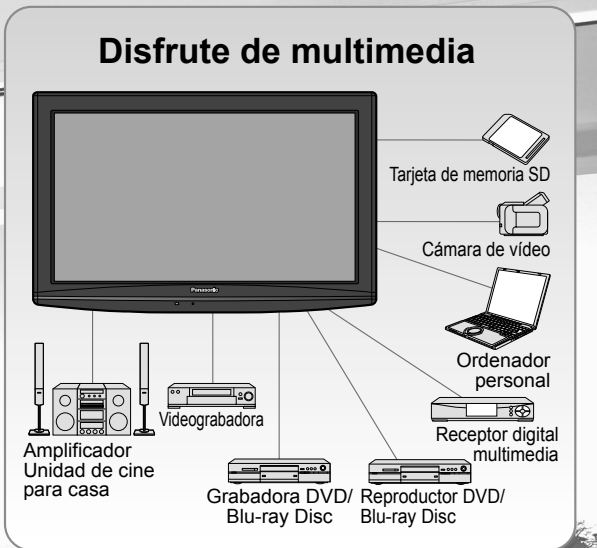 Disfrute de multimedia
Panasonic
Tarjeta de memoria SD
Cámara de vídeo
Ordenador
personal
Receptor digital
multimedia
Videograbadora
Amplificador
Unidad de cine
para casa
Grabadora DVD/
Blu-ray Disc
Reproductor DVD/
Blu-ray Disc